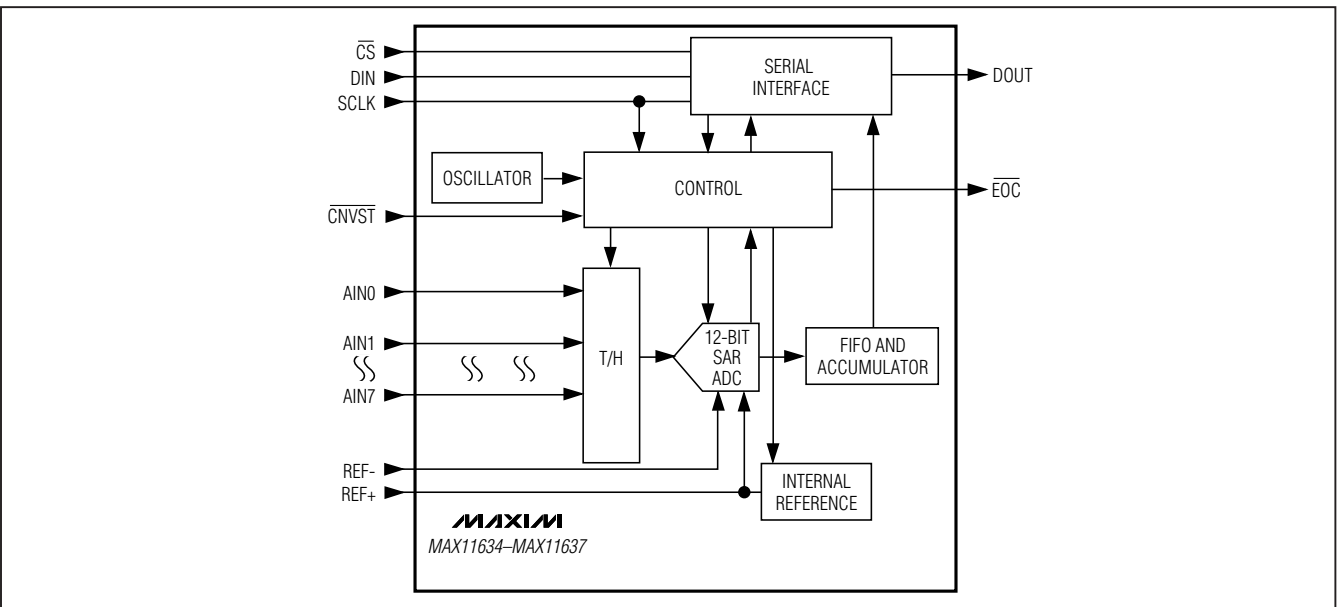 CS
DIN
SCLK
SERIAL
INTERFACE
DOUT
OSCILLATOR
CONTROL
EOC
CNVST
AIN0
AIN1
AIN7
T/H
12-BIT
SAR
ADC
FIFO AND
ACCUMULATOR
REF-
REF+
INTERNAL
REFERENCE
MAXIM
MAX11634–MAX11637